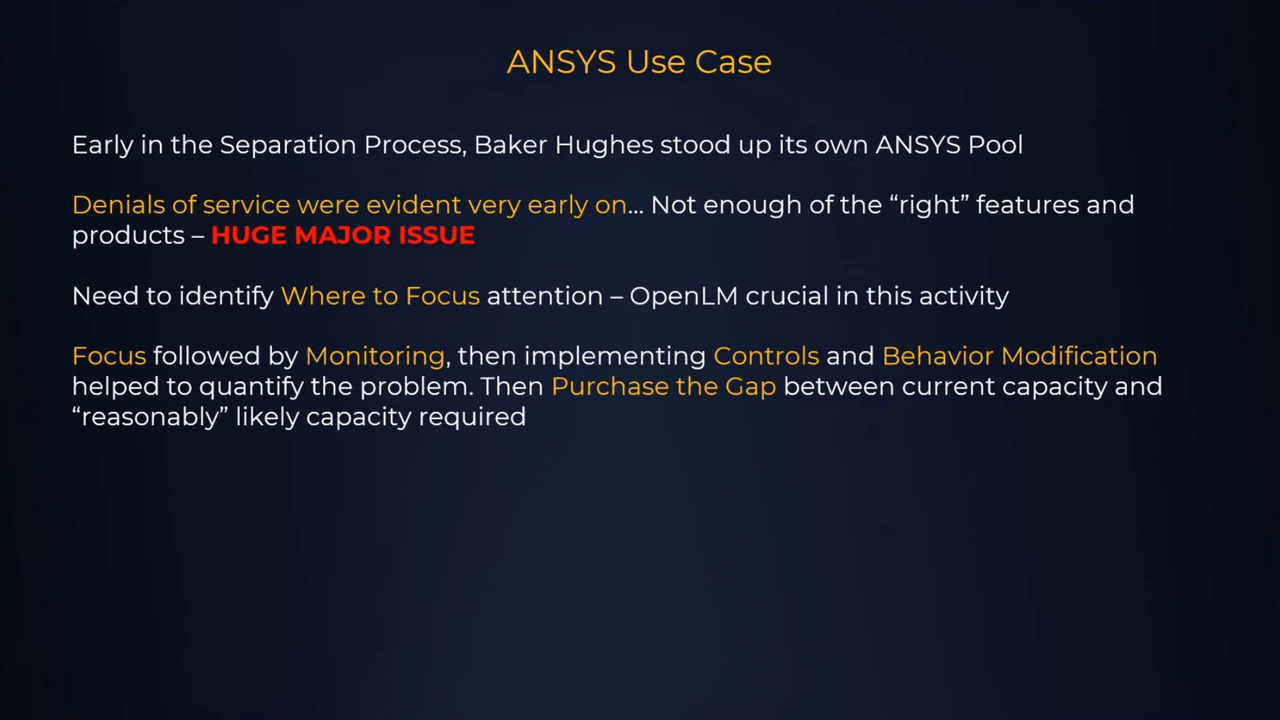 ANSYS Use Case
Early in the Separation Process, Baker Hughes stood up its own ANSYS Pool
Denials of service were evident very early on... Not enough of the “right” features and
products – HUGE MAJOR ISSUE
Need to identify Where to Focus attention – OpenLM crucial in this activity
Focus followed by Monitoring, then implementing Controls and Behavior Modification
helped to quantify the problem. Then Purchase the Gap between current capacity and
“reasonably” likely capacity required